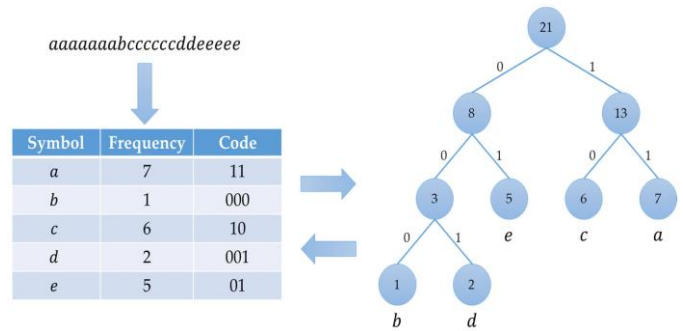 aaaaaaabccccccddeeeee
Symbol Frequency Code
a 7 11
b 1 000
c 6 10
d 2 001
e 5 01
21
0 1
8 13
0 1 0 1
3 5 6 7
e c a
0 1
1 2
b d